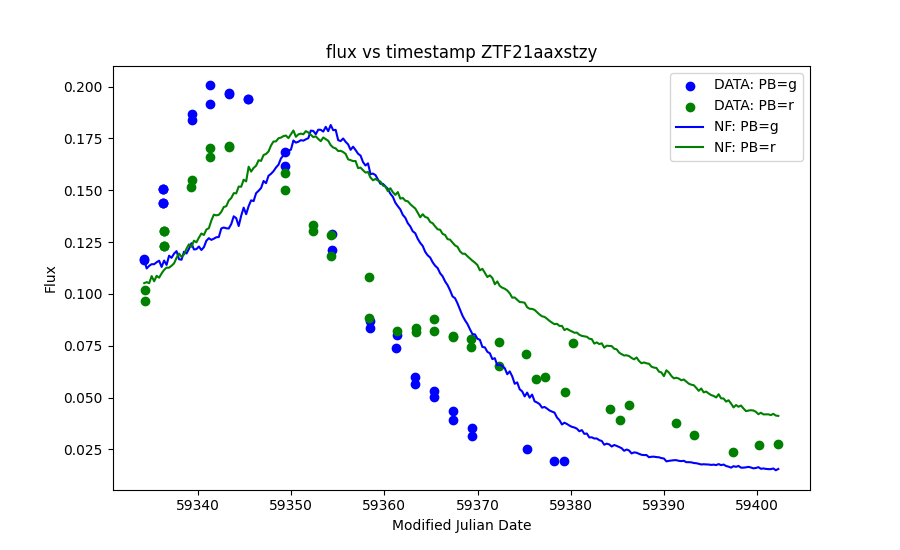 flux vs timestamp ZTF21aaxstzy
DATA: PB=g
DATA: PB=r
NF: PB=g
NF: PB=r
0.200
0.175
0.150
0.125
0.100
0.075
0.050
0.025
Flux
59340 59350 59360 59370 59380 59390 59400
Modified Julian Date